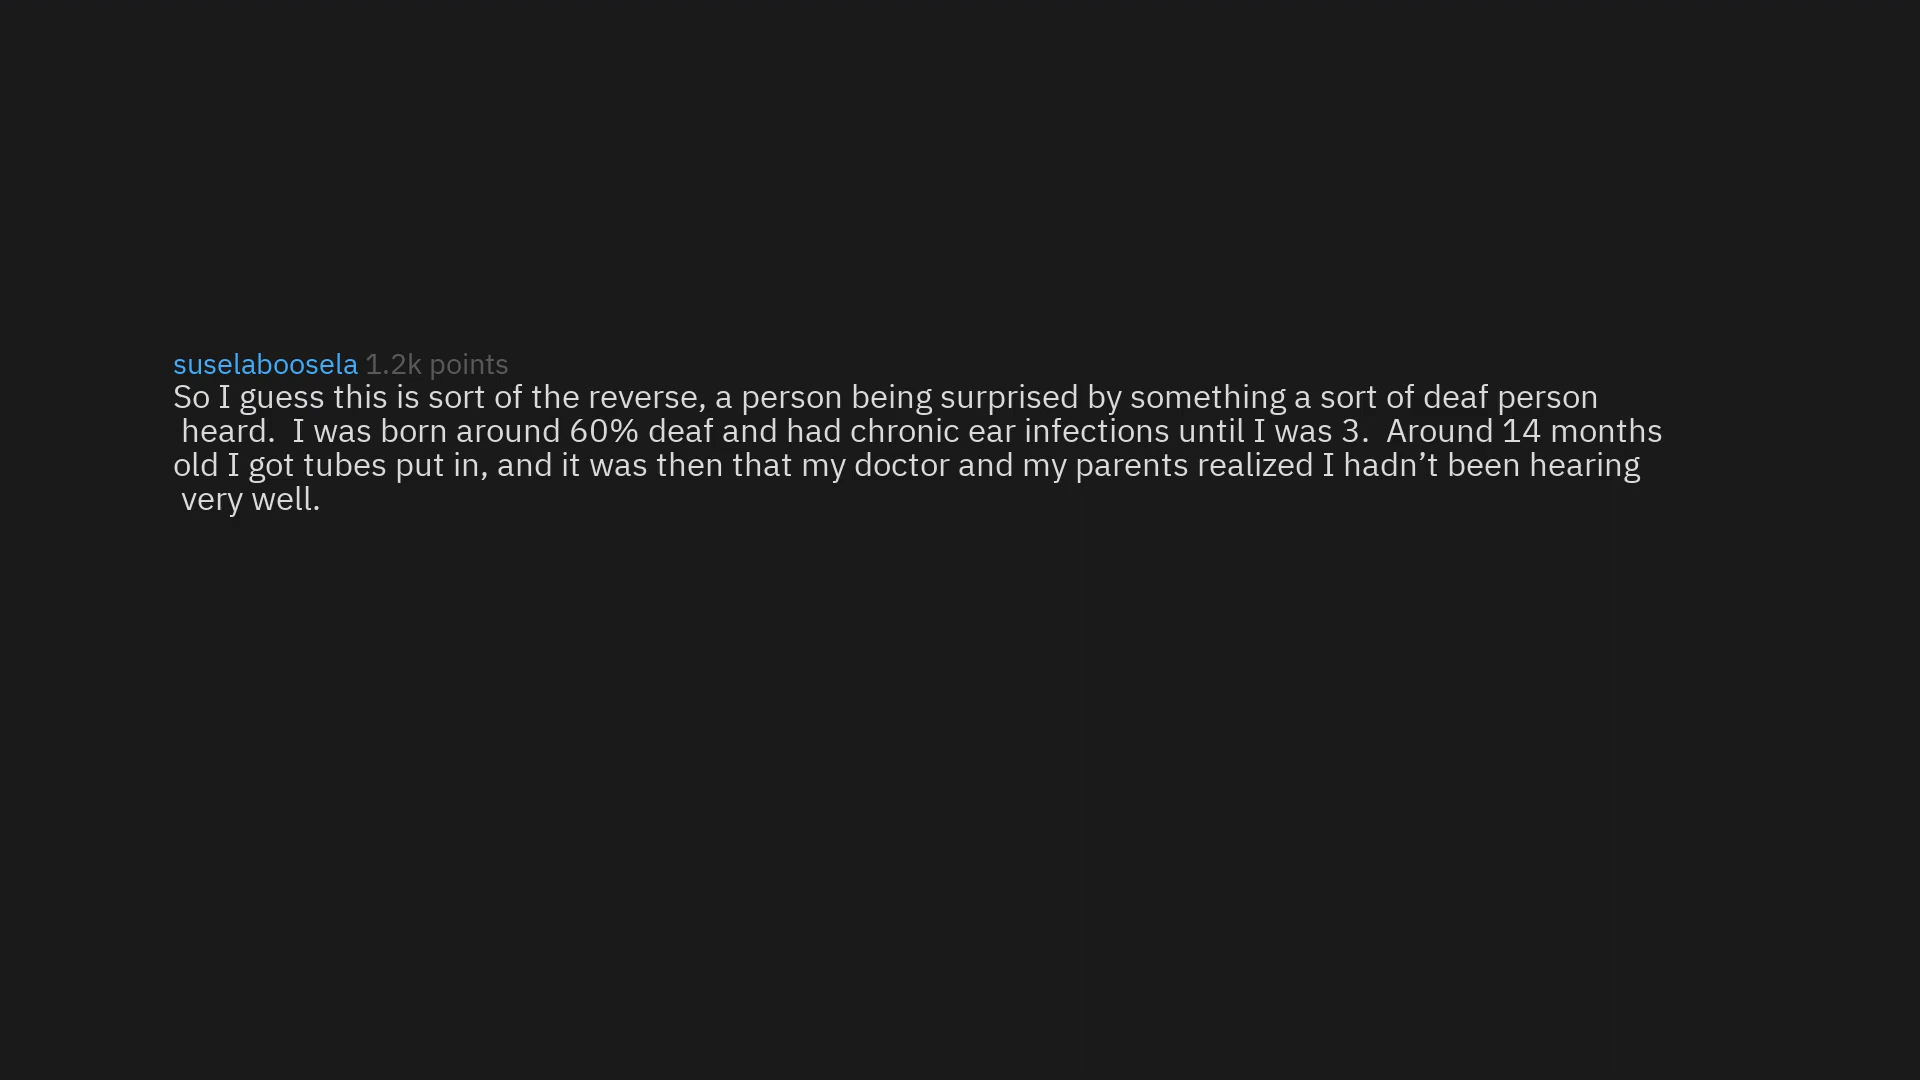 suselaboosela 1.2k points
So I guess this is sort of the reverse, a person being surprised by something a sort of deaf person
heard.  I was born around 60% deaf and had chronic ear infections until I was 3.  Around 14 months
old I got tubes put in, and it was then that my doctor and my parents realized I hadn’t been hearing
very well.